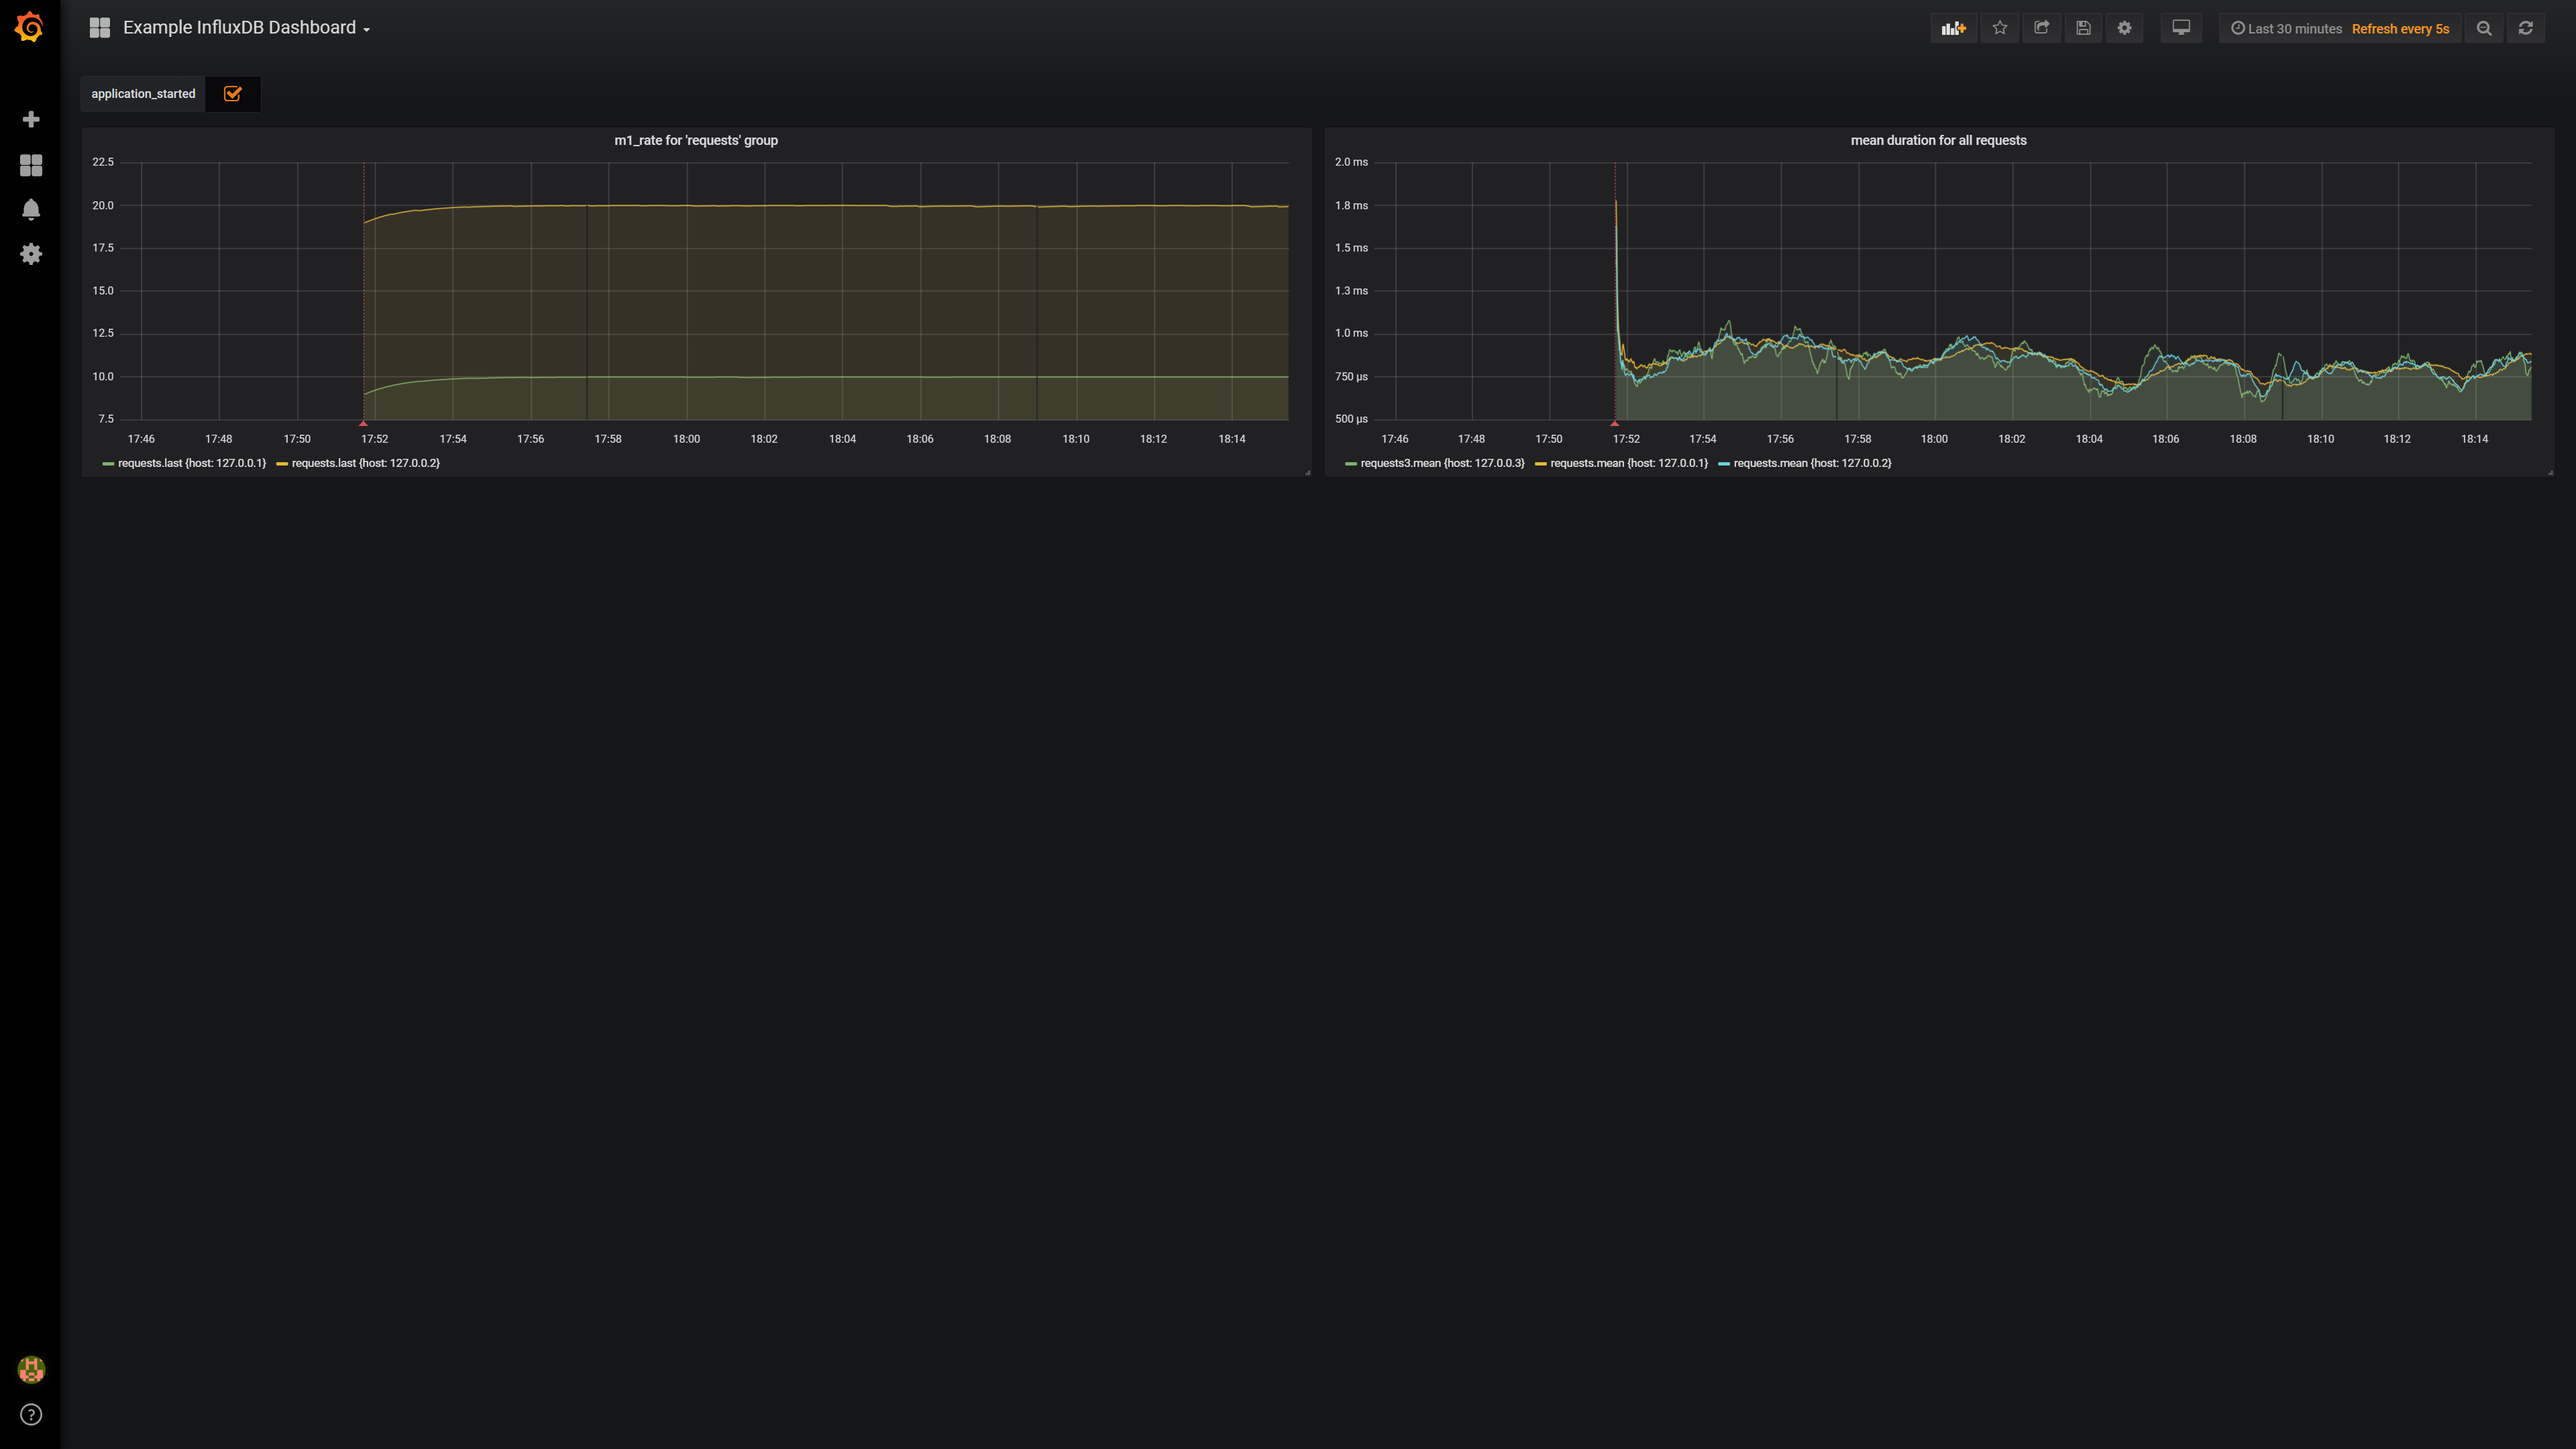 Example InfluxDB Dashboard
Last 30 minutes Refresh every 5s
application_started
m1_rate for 'requests' group
22.5
20.0
17.5
15.0
12.5
10.0
7.5
17:46 17:48 17:50 17:52 17:54 17:56 17:58 18:00 18:02 18:04 18:06 18:08 18:10 18:12 18:14
requests.last {host: 127.0.0.1} requests.last {host: 127.0.0.2}
mean duration for all requests
2.0 ms
1.8 ms
1.5 ms
1.3 ms
1.0 ms
750 µs
500 µs
17:46 17:48 17:50 17:52 17:54 17:56 17:58 18:00 18:02 18:04 18:06 18:08 18:10 18:12 18:14
requests3.mean {host: 127.0.0.3} requests.mean {host: 127.0.0.1} requests.mean {host: 127.0.0.2}
?